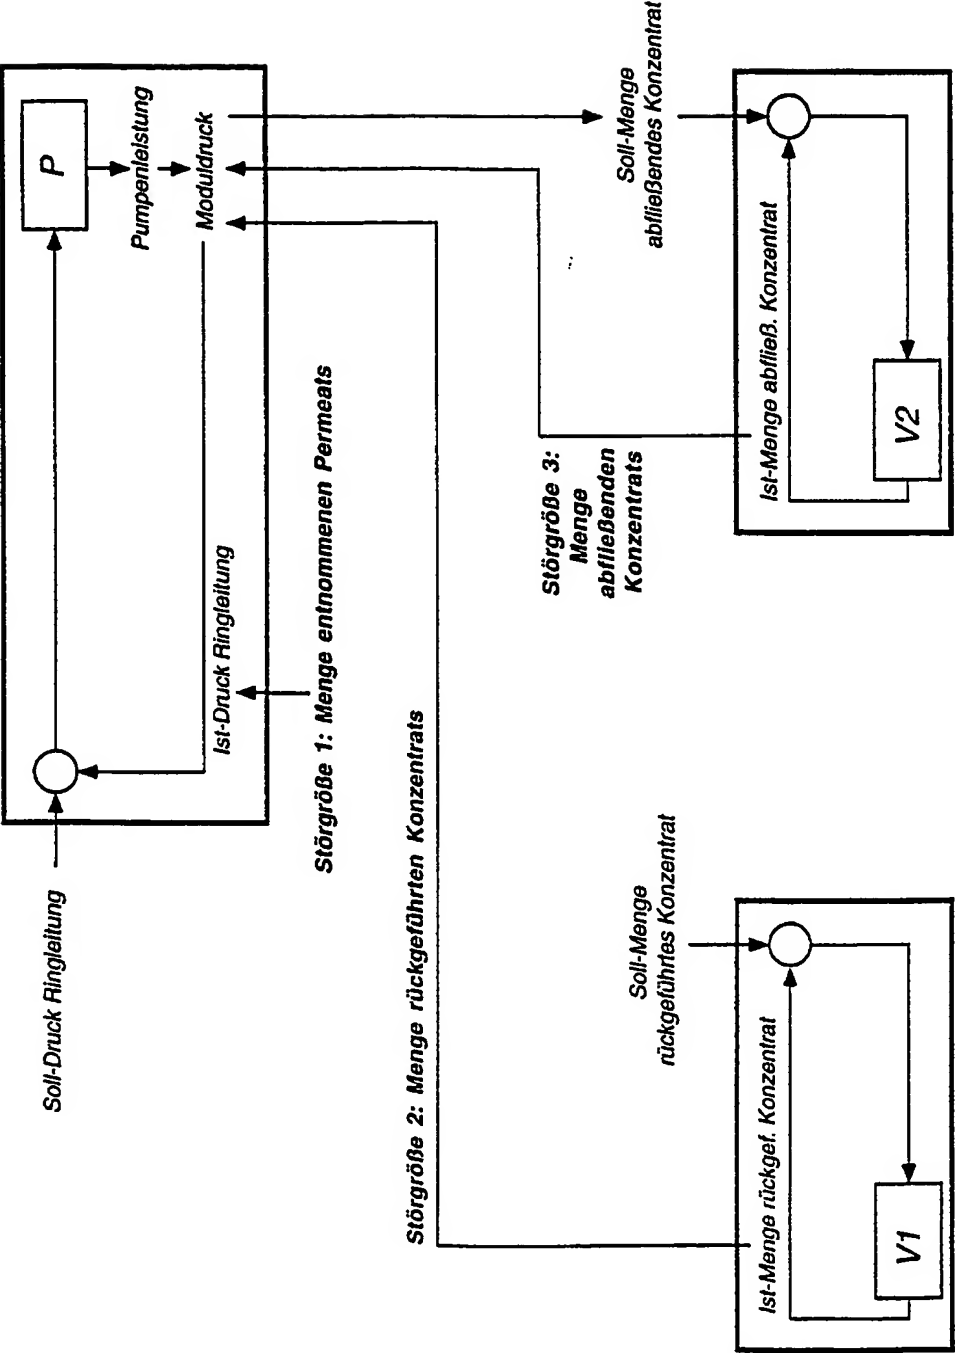 Soll-Druck Ringleitung
P
Pumpenleistung
Moduldruck
Ist-Druck Ringleitung
Störgröße 1: Menge entnommenen Permeats
Störgröße 2: Menge rückgeführten Konzentrats
Störgröße 3:
Menge
abfließenden
Konzentrats
Soll-Menge
rückgeführtes Konzentrat
Soll-Menge
abfließendes Konzentrat
Ist-Menge rückgef. Konzentrat
V1
Ist-Menge abfließ. Konzentrat
V2